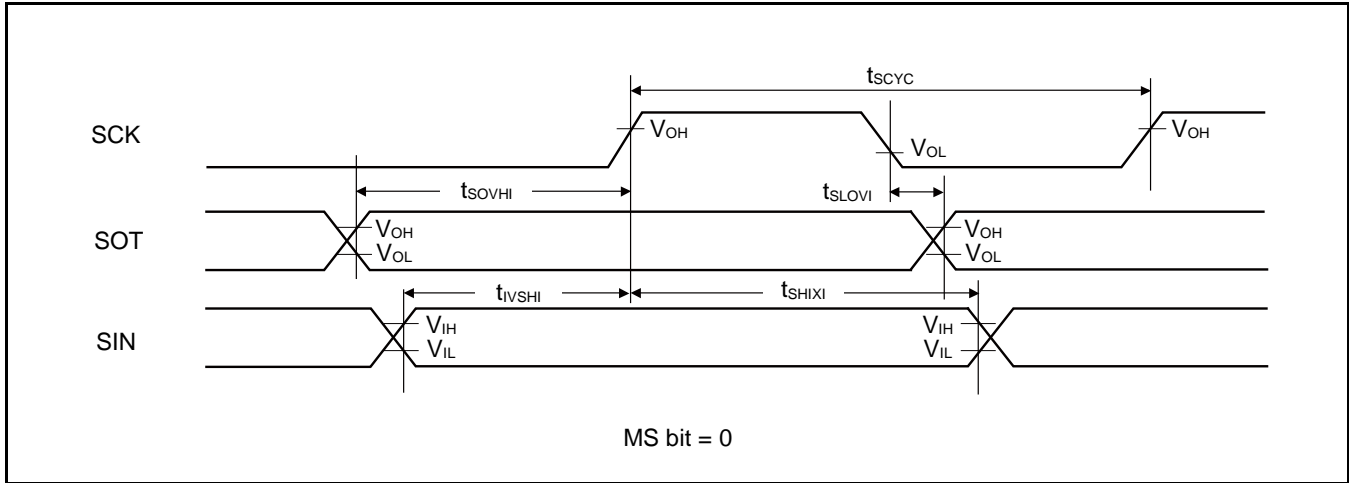 tSCYC
SCK
VOH
VOL
VOH
tSOVHI
tSLOVI
SOT
VOH
VOL
VOH
VOL
tIVSHI
tSHIXI
SIN
VIH
VIL
VIH
VIL
MS bit = 0